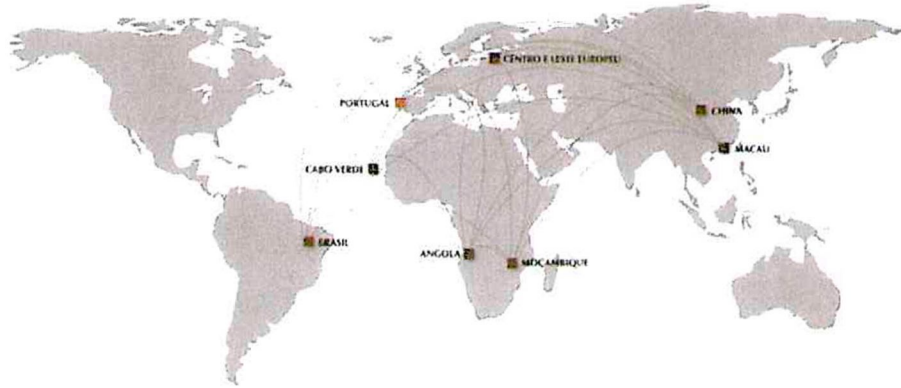 CENTRO E LESTE EUROPEU
PORTUGAL
CHINA
MACAU
CABO VERDE
BRASIL
ANGOLA
MOÇAMBIQUE